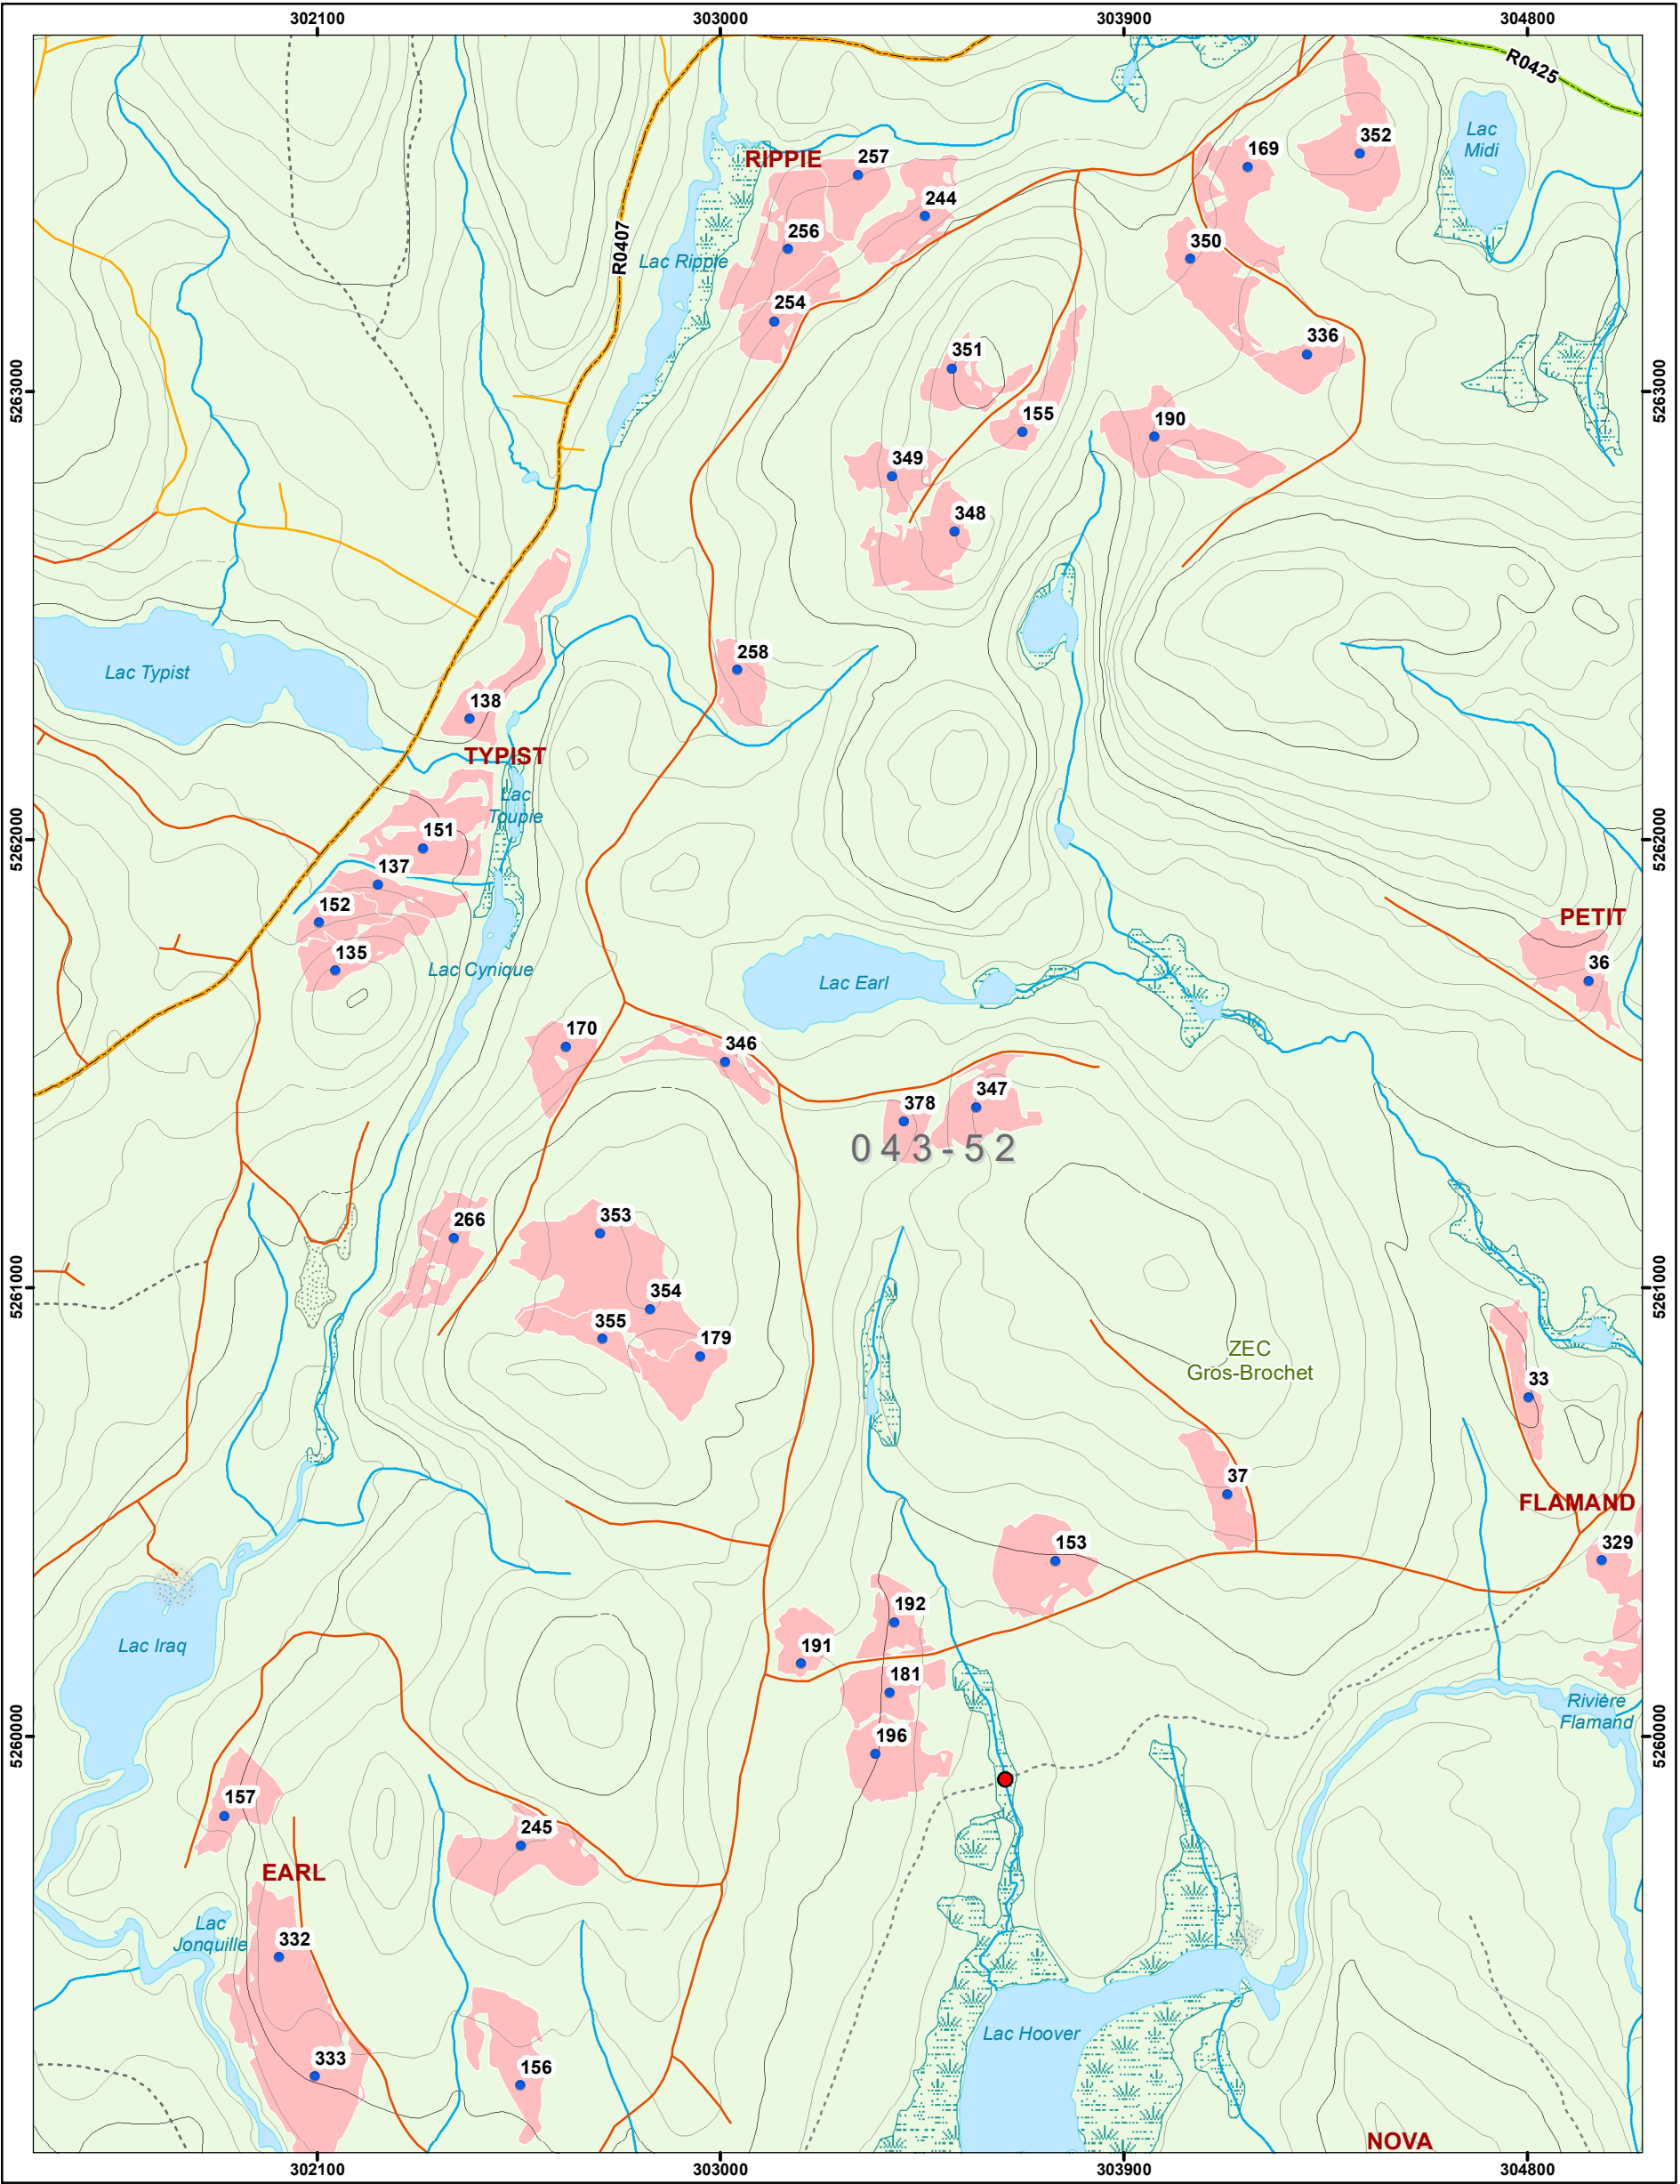 302100
303000
303900
304800
R0425
Lac
Midi
352
169
RIPPIE
257
244
R0407
256
350
Lac Rippie
254
336
351
5263000
5263000
155
190
349
348
258
Lac Typist
138
TYPIST
Lac
Toupie
151
5262000
5262000
137
152
PETIT
135
36
Lac Cynique
Lac Earl
170
346
347
378
043-52
266
353
5261000
5261000
354
355
179
ZEC
Gros-Brochet
33
37
FLAMAND
153
329
192
Lac Iraq
191
181
Rivière
Flamand
5260000
5260000
196
157
245
EARL
Lac
Jonquille
332
Lac Hoover
333
156
NOVA
302100
303000
303900
304800